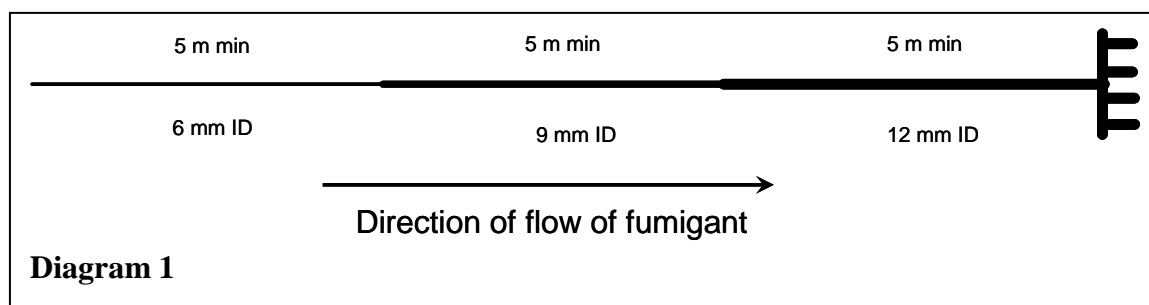 5 m min 5 m min 5 m min
6 mm ID 9 mm ID 12 mm ID
Direction of flow of fumigant
Diagram 1